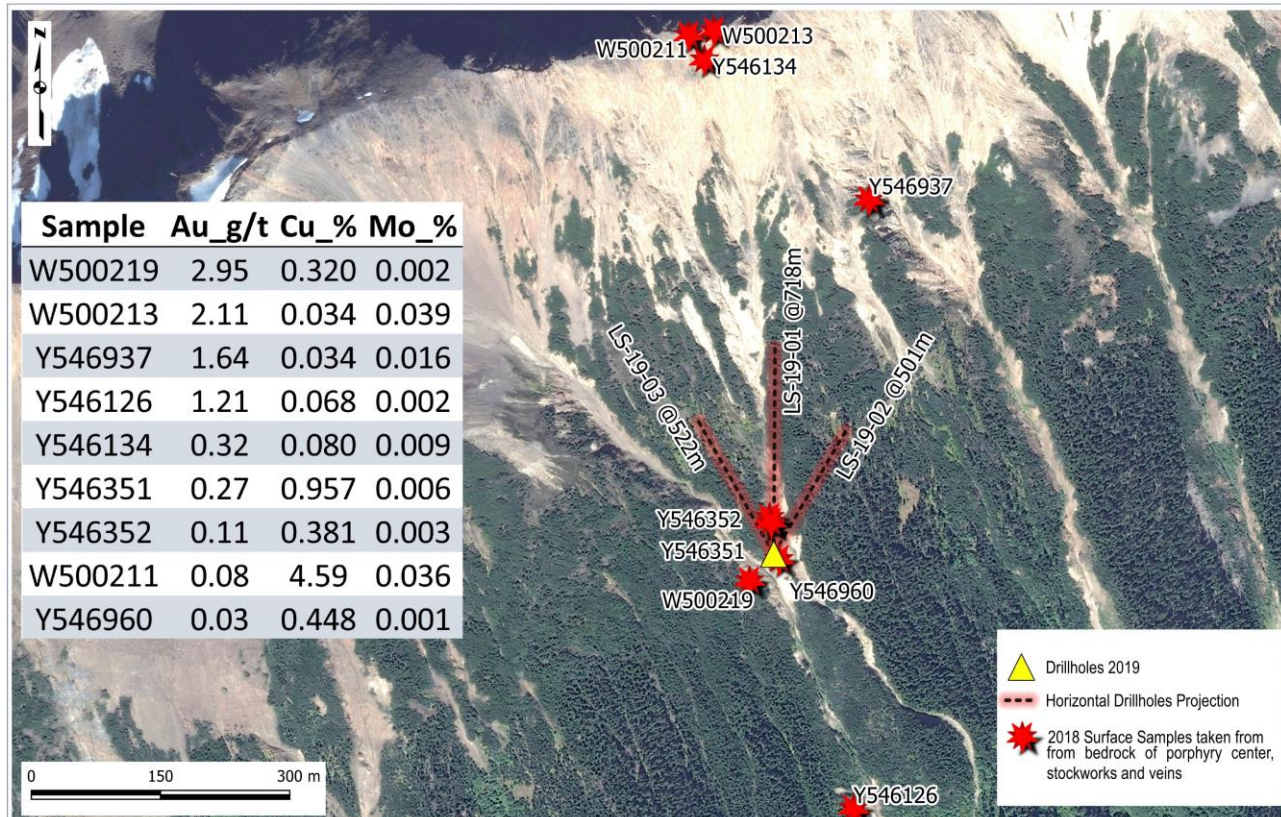 N
W500211
W500213
Y546134
Y546937
Sample Au_g/t Cu_% Mo_%
W500219 2.95 0.320 0.002
W500213 2.11 0.034 0.039
Y546937 1.64 0.034 0.016
Y546126 1.21 0.068 0.002
Y546134 0.32 0.080 0.009
Y546351 0.27 0.957 0.006
Y546352 0.11 0.381 0.003
W500211 0.08 4.59 0.036
Y546960 0.03 0.448 0.001
LS-19-03 @522m
LS-19-01 @718m
LS-19-02 @501m
Y546352
Y546351
Y546960
W500219
Y546126
Drillholes 2019
Horizontal Drillholes Projection
2018 Surface Samples taken from
from bedrock of porphyry center,
stockworks and veins
0 150 300 m